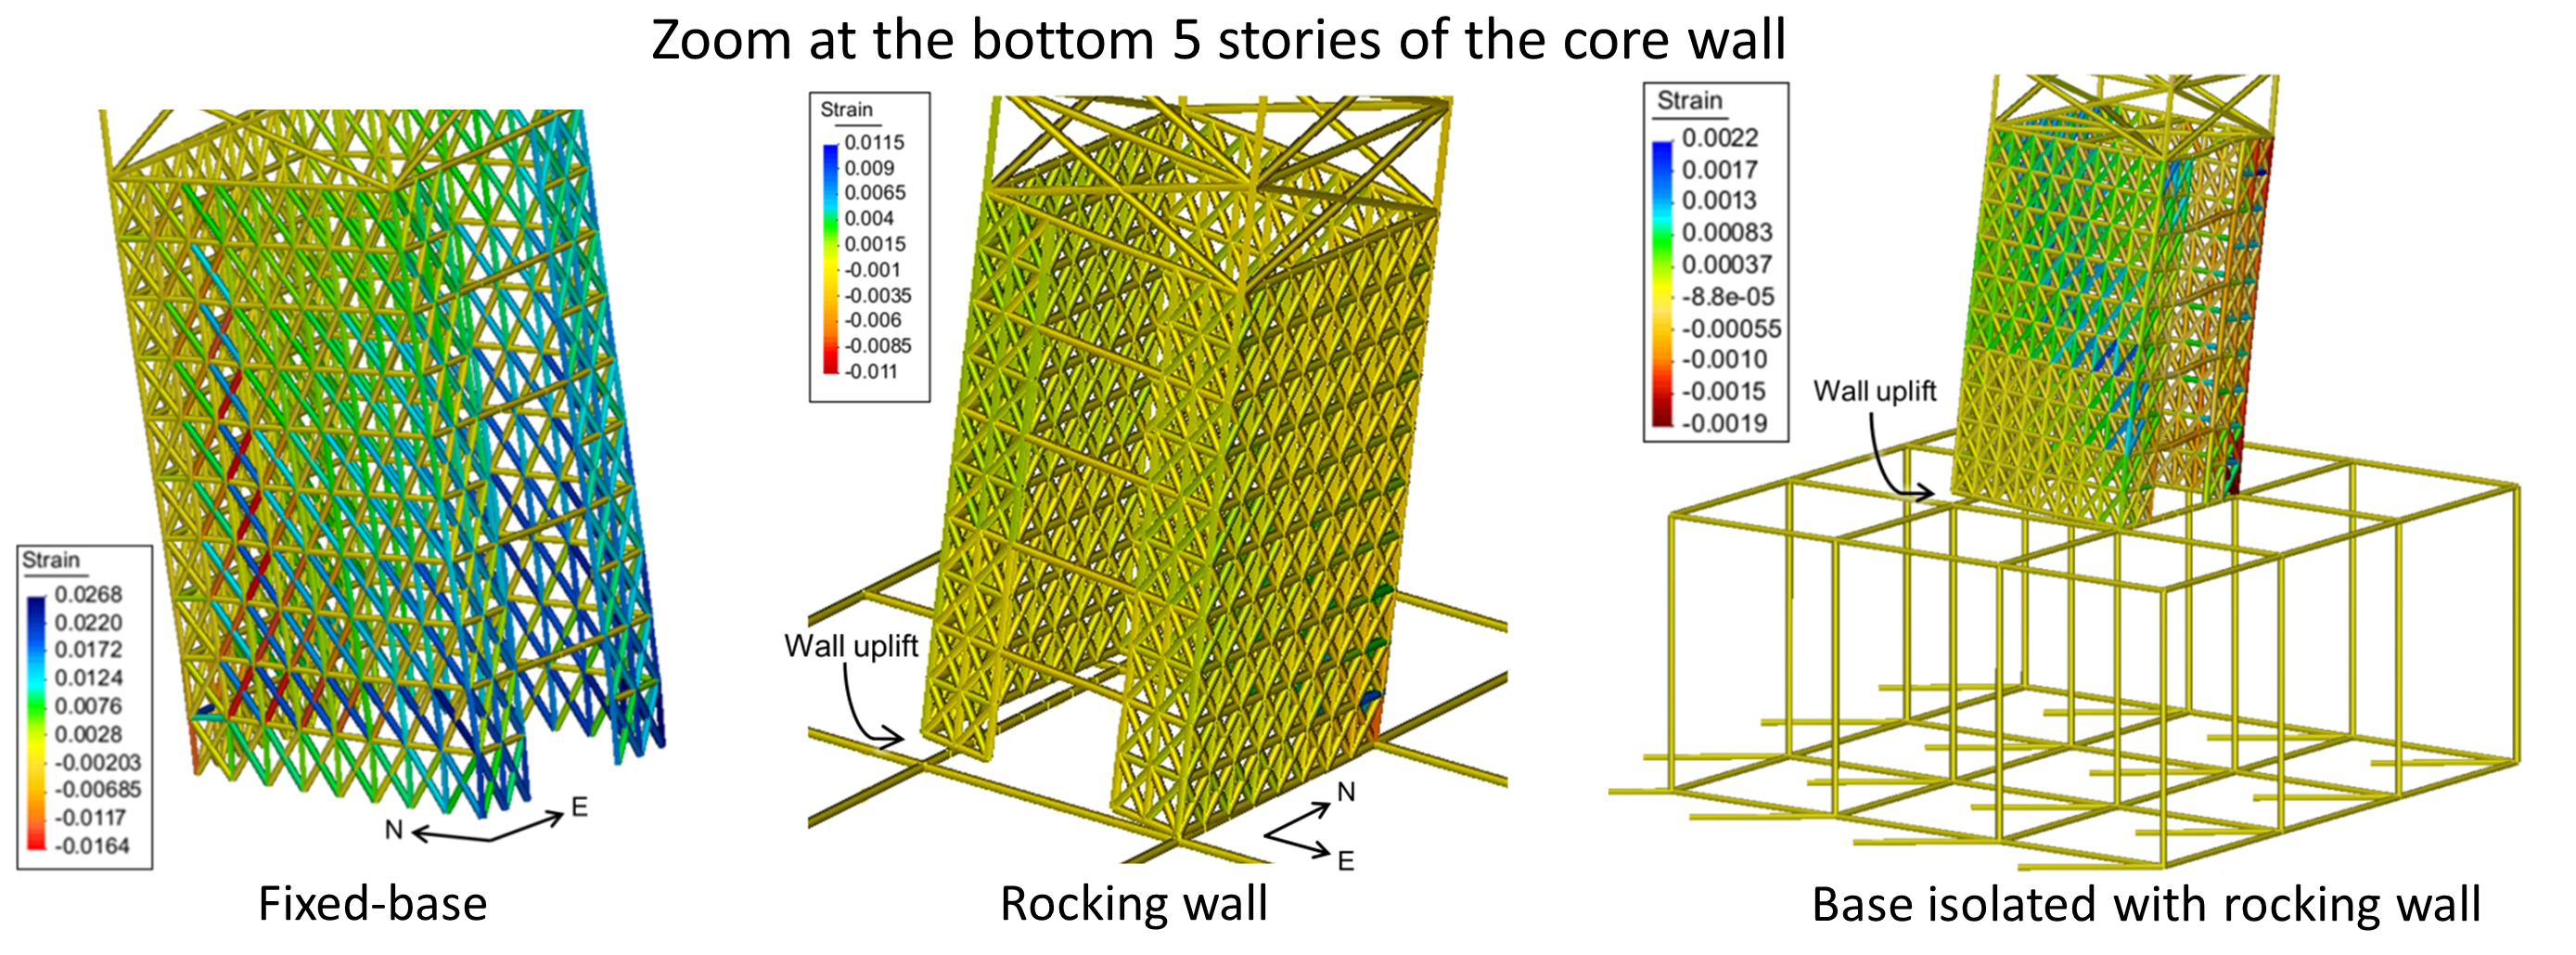 Zoom at the bottom 5 stories of the core wall
Strain
0.0268
0.0220
0.0172
0.0124
0.0076
0.0028
-0.00203
-0.00685
-0.0117
-0.0164
N
E
Fixed-base
Strain
0.0115
0.009
0.0065
0.004
0.0015
-0.001
-0.0035
-0.006
-0.0085
-0.011
Wall uplift
N
E
Rocking wall
Strain
0.0022
0.0017
0.0013
0.00083
0.00037
-8.8e-05
-0.00055
-0.0010
-0.0015
-0.0019
Wall uplift
Base isolated with rocking wall